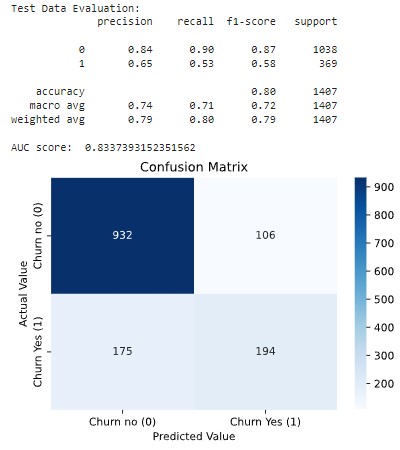 Test Data Evaluation:
precision recall f1-score support
0 0.84 0.90 0.87 1038
1 0.65 0.53 0.58 369
accuracy 0.80 1407
macro avg 0.74 0.71 0.72 1407
weighted avg 0.79 0.80 0.79 1407
AUC score: 0.8337393152351562
Confusion Matrix
Actual Value
Churn no (0)
932 106
Churn Yes (1)
175 194
Churn no (0) Churn Yes (1)
Predicted Value
900
800
700
600
500
400
300
200